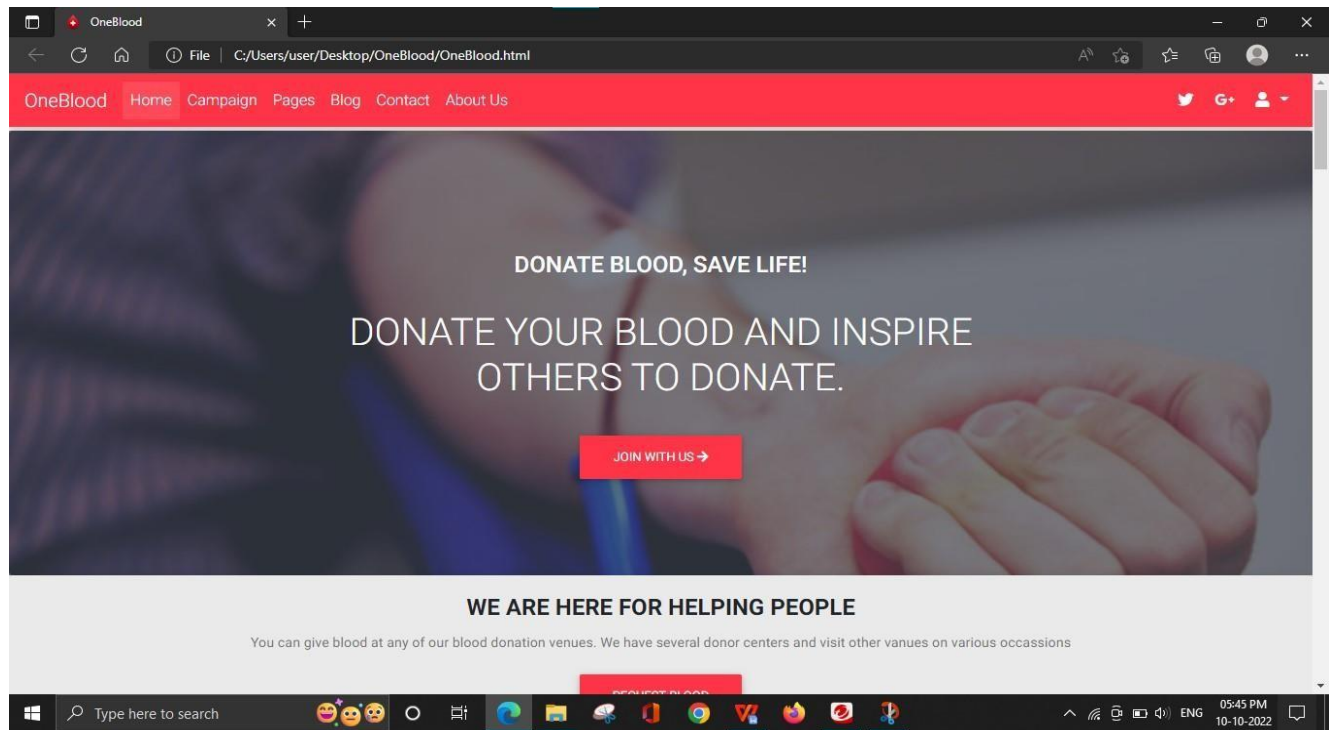 OneBlood
File | C:/Users/user/Desktop/OneBlood/OneBlood.html
OneBlood Home Campaign Pages Blog Contact About Us G+
DONATE BLOOD, SAVE LIFE!
DONATE YOUR BLOOD AND INSPIRE
OTHERS TO DONATE.
JOIN WITH US →
WE ARE HERE FOR HELPING PEOPLE
You can give blood at any of our blood donation venues. We have several donor centers and visit other vanues on various occassions
REQUEST BLOOD
Type here to search ENG 05:45 PM
10-10-2022